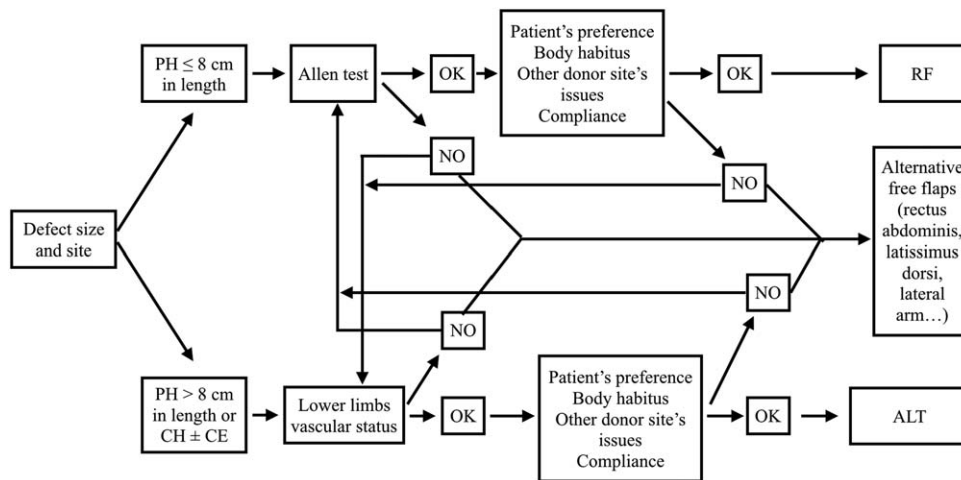 PH ≤ 8 cm
in length
Allen test
OK
Patient's preference
Body habitus
Other donor site's
issues
Compliance
OK
RF
NO
NO
Alternative
free flaps
(rectus
abdominis,
latissimus
dorsi,
lateral
arm…)
Defect size
and site
NO
NO
PH > 8 cm
in length or
CH ± CE
Lower limbs
vascular status
OK
Patient's preference
Body habitus
Other donor site's
issues
Compliance
OK
ALT